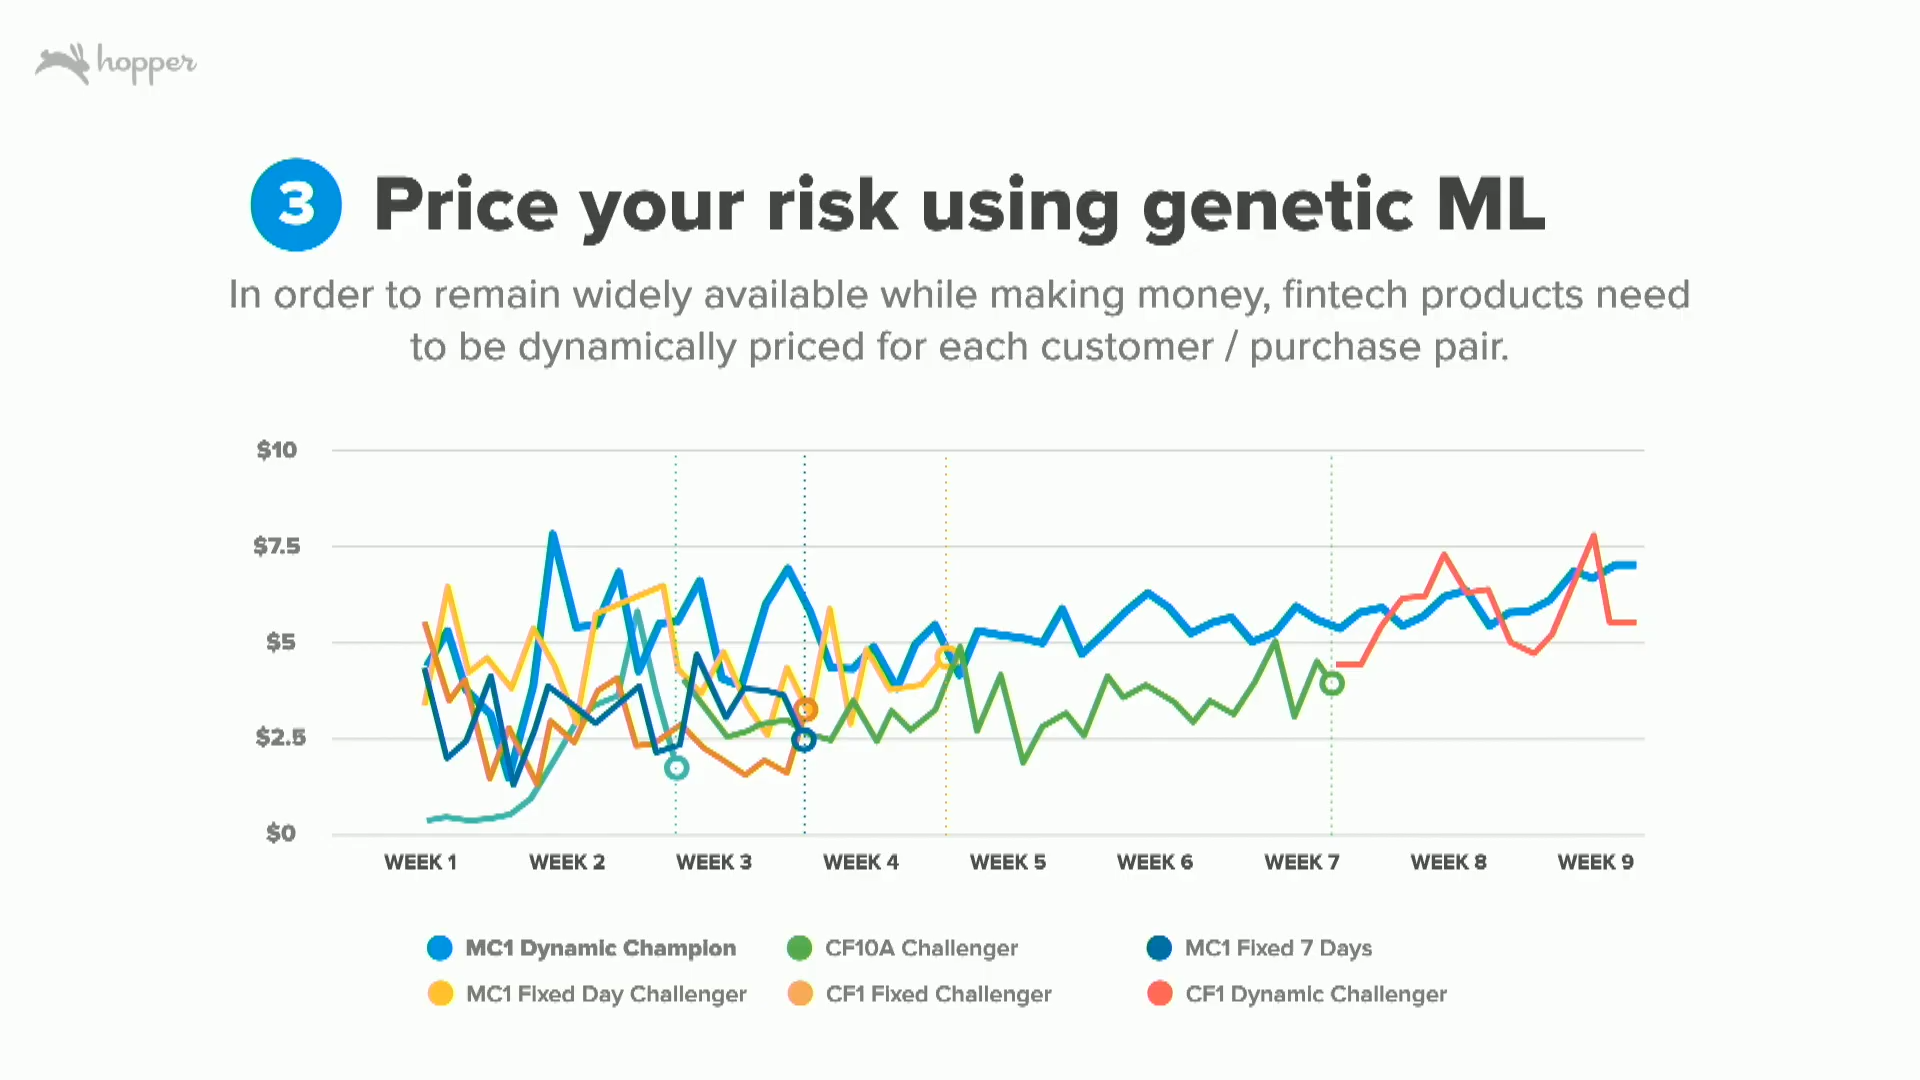 hopper
3 Price your risk using genetic ML
In order to remain widely available while making money, fintech products need
to be dynamically priced for each customer / purchase pair.
$10
$7.5
$5
$2.5
$0
WEEK 1 WEEK 2 WEEK 3 WEEK 4 WEEK 5 WEEK 6 WEEK 7 WEEK 8 WEEK 9
MC1 Dynamic Champion CF10A Challenger MC1 Fixed 7 Days
MC1 Fixed Day Challenger CF1 Fixed Challenger CF1 Dynamic Challenger